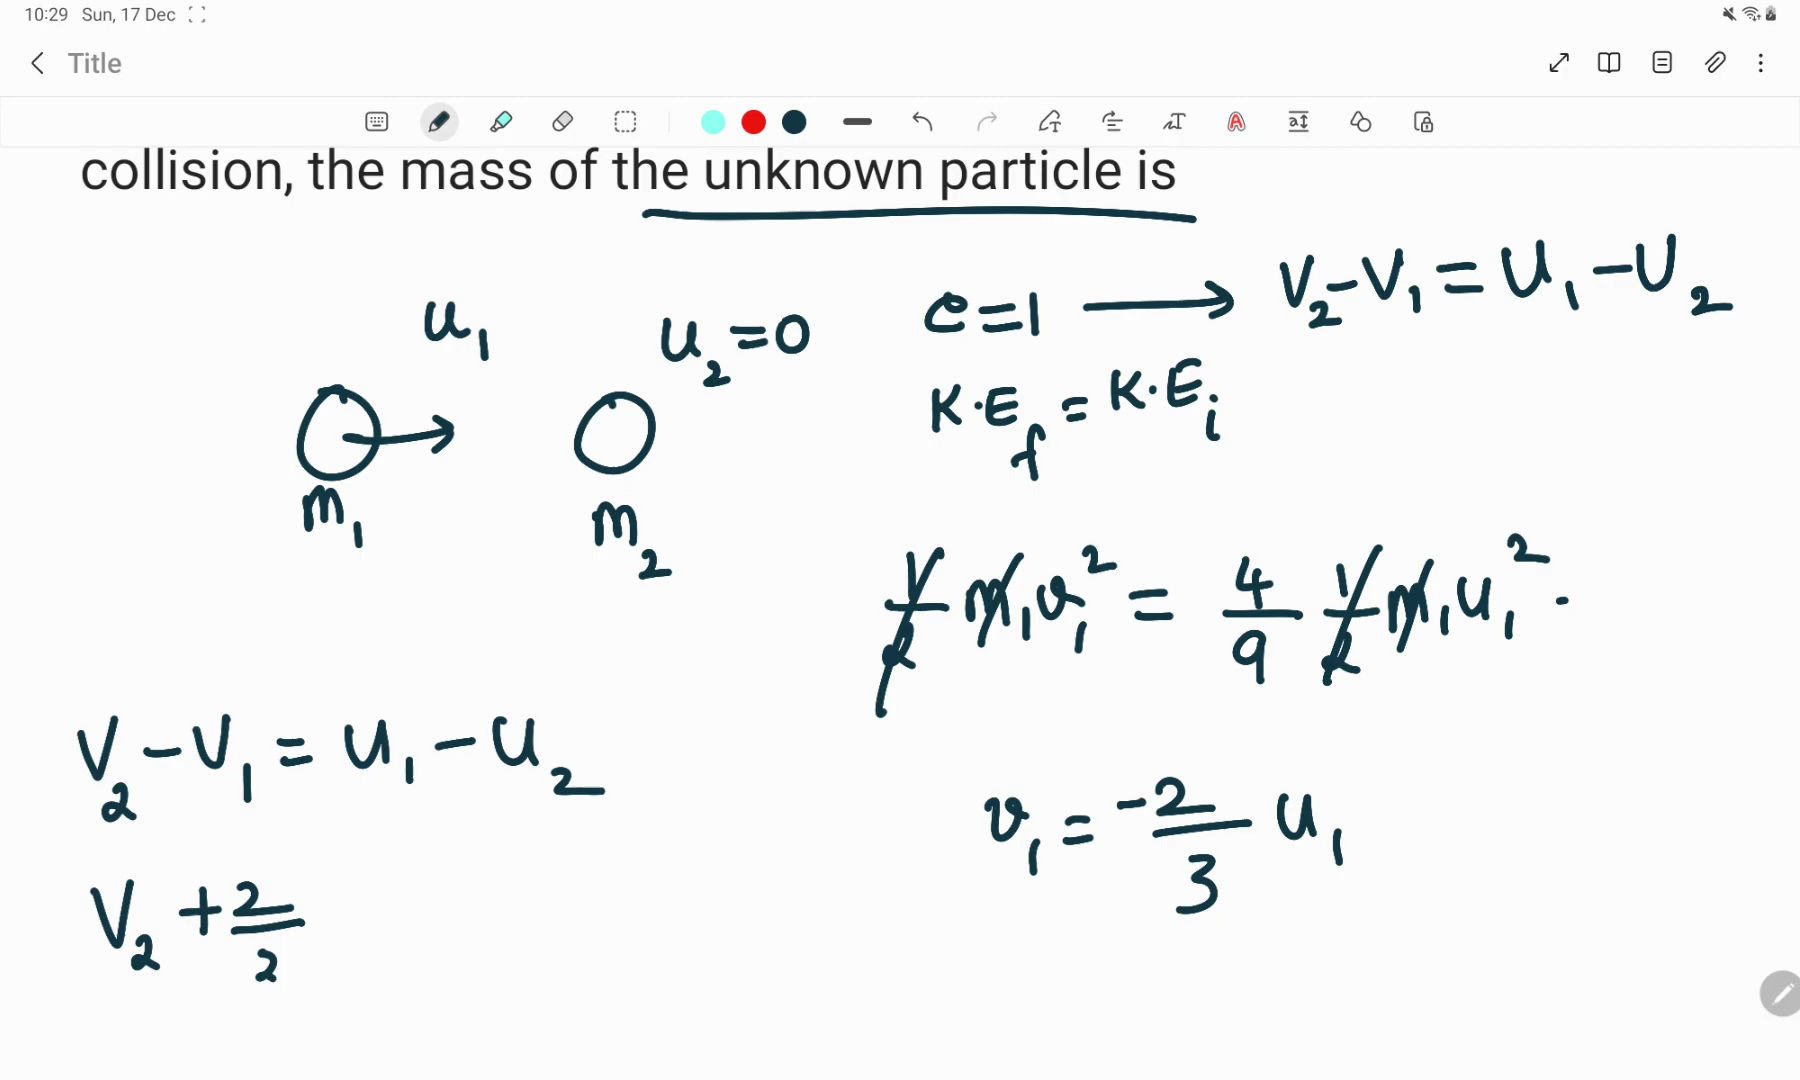 10:29 Sun, 17 Dec
Title
collision, the mass of the unknown particle is
u₁
u₂ = 0
e = 1 → V₂ - V₁ = U₁ - U₂
K.E_f = K.E_i
m₁
m₂
1/2 m₁v₁² = 4/9 1/2 m₁u₁².
V₂ - V₁ = U₁ - U₂
v₁ = -2/3 u₁
V₂ + 2/2